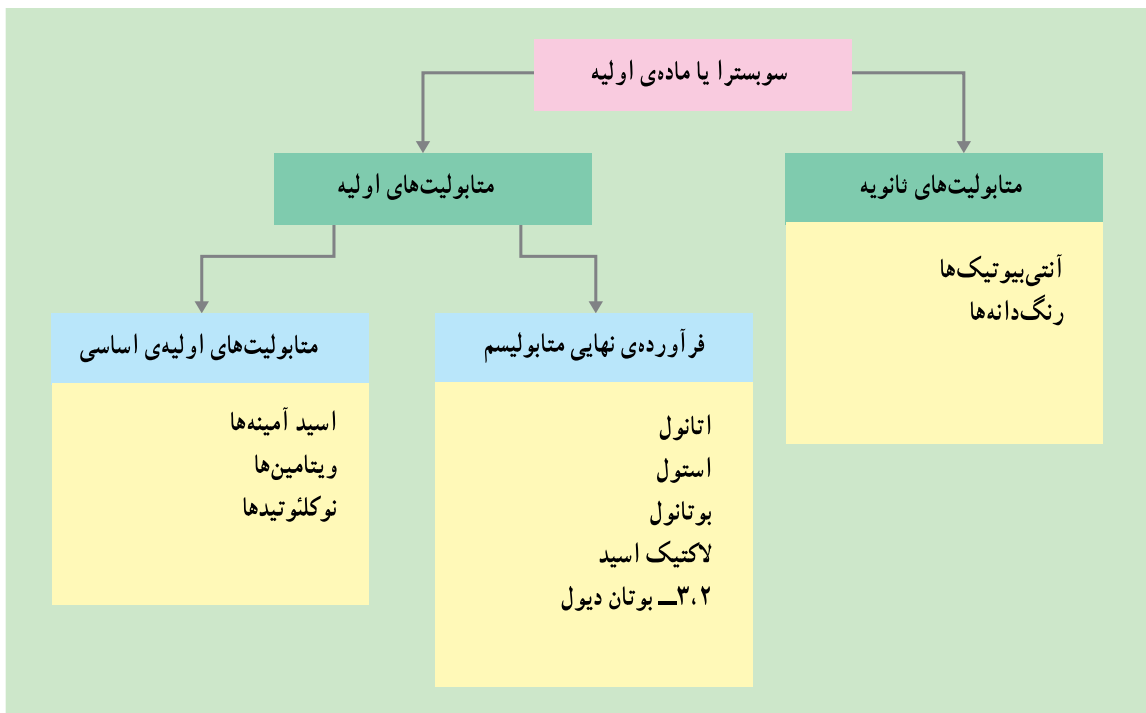 سوبسترا یا ماده‌ی اولیه
متابولیت‌های ثانویه
آنتی‌بیوتیک‌ها
رنگ‌دانه‌ها
متابولیت‌های اولیه
فرآورده‌ی نهایی متابولیسم
اتانول
استول
بوتانول
لاکتیک اسید
۳،۲ــ بوتان دیول
متابولیت‌های اولیه‌ی اساسی
اسید آمینه‌ها
ویتامین‌ها
نوکلئوتیدها